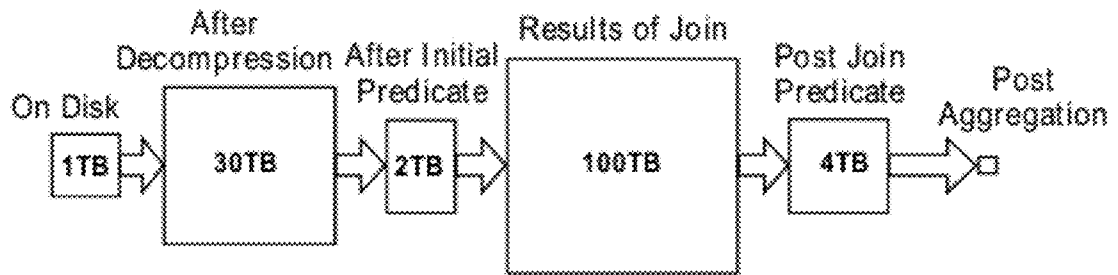 On Disk
1TB
After
Decompression
30TB
After Initial
Predicate
2TB
Results of Join
100TB
Post Join
Predicate
4TB
Post
Aggregation